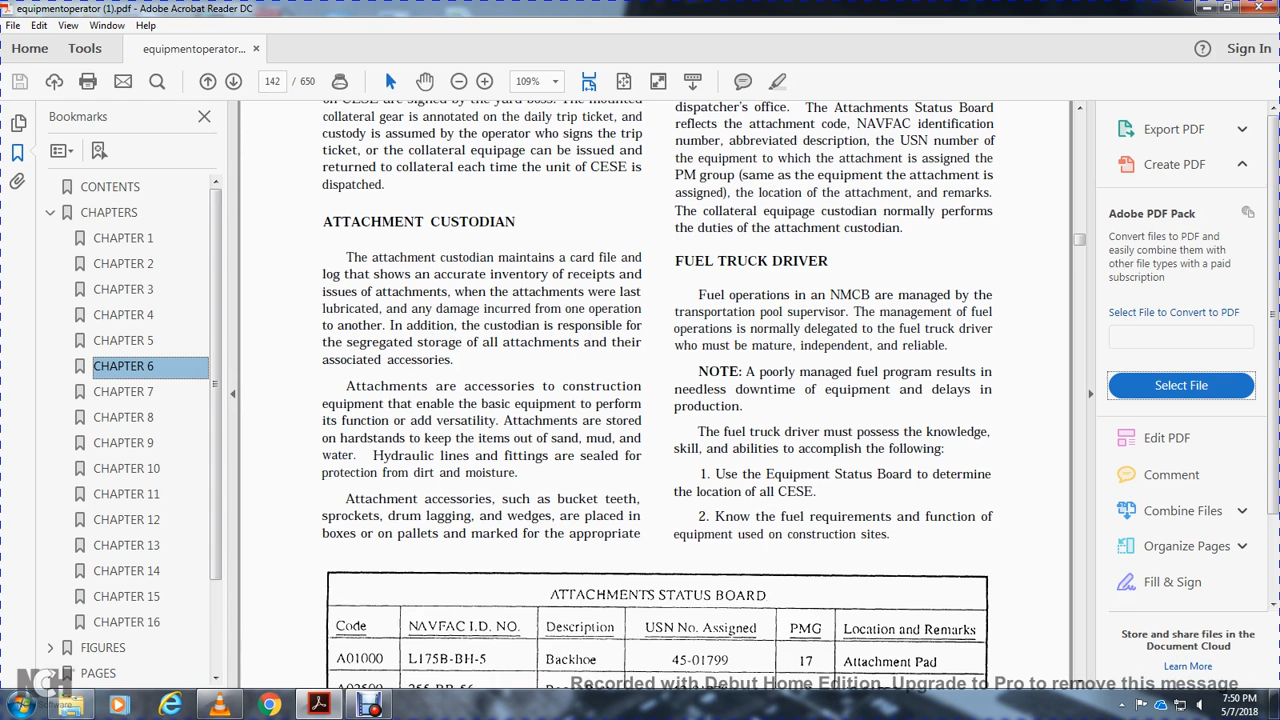 equipmentoperator (1).pdf - Adobe Acrobat Reader DC
File Edit View Window Help
Home Tools equipmentoperator... × Sign In
142 / 650 109%
Bookmarks
CONTENTS
CHAPTERS
CHAPTER 1
CHAPTER 2
CHAPTER 3
CHAPTER 4
CHAPTER 5
CHAPTER 6
CHAPTER 7
CHAPTER 8
CHAPTER 9
CHAPTER 10
CHAPTER 11
CHAPTER 12
CHAPTER 13
CHAPTER 14
CHAPTER 15
CHAPTER 16
FIGURES
PAGES
on CESE are signed by the yard boss. The mounted
collateral gear is annotated on the daily trip ticket, and
custody is assumed by the operator who signs the trip
ticket, or the collateral equipage can be issued and
returned to collateral each time the unit of CESE is
dispatched.
ATTACHMENT CUSTODIAN
The attachment custodian maintains a card file and
log that shows an accurate inventory of receipts and
issues of attachments, when the attachments were last
lubricated, and any damage incurred from one operation
to another. In addition, the custodian is responsible for
the segregated storage of all attachments and their
associated accessories.
Attachments are accessories to construction
equipment that enable the basic equipment to perform
its function or add versatility. Attachments are stored
on hardstands to keep the items out of sand, mud, and
water. Hydraulic lines and fittings are sealed for
protection from dirt and moisture.
Attachment accessories, such as bucket teeth,
sprockets, drum lagging, and wedges, are placed in
boxes or on pallets and marked for the appropriate
dispatcher's office. The Attachments Status Board
reflects the attachment code, NAVFAC identification
number, abbreviated description, the USN number of
the equipment to which the attachment is assigned the
PM group (same as the equipment the attachment is
assigned), the location of the attachment, and remarks.
The collateral equipage custodian normally performs
the duties of the attachment custodian.
FUEL TRUCK DRIVER
Fuel operations in an NMCB are managed by the
transportation pool supervisor. The management of fuel
operations is normally delegated to the fuel truck driver
who must be mature, independent, and reliable.
NOTE: A poorly managed fuel program results in
needless downtime of equipment and delays in
production.
The fuel truck driver must possess the knowledge,
skill, and abilities to accomplish the following:
1. Use the Equipment Status Board to determine
the location of all CESE.
2. Know the fuel requirements and function of
equipment used on construction sites.
ATTACHMENTS STATUS BOARD
Code NAVFAC I.D. NO. Description USN No. Assigned PMG Location and Remarks
A01000 L175B-BH-5 Backhoe 45-01799 17 Attachment Pad
Export PDF
Create PDF
Adobe PDF Pack
Convert files to PDF and
easily combine them with
other file types with a paid
subscription
Select File to Convert to PDF
Select File
Edit PDF
Comment
Combine Files
Organize Pages
Fill & Sign
Store and share files in the
Document Cloud
Learn More
Recorded with Debut Home Edition. Upgrade to Pro to remove this message
NCH
Software
7:50 PM
5/7/2018